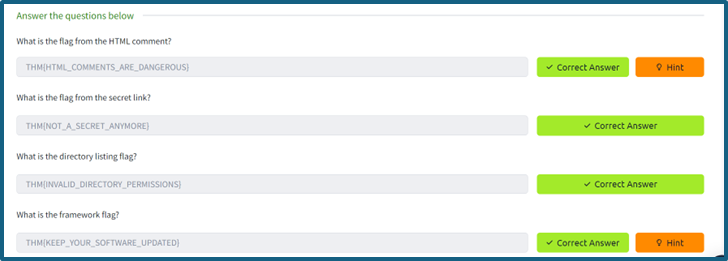 Answer the questions below
What is the flag from the HTML comment?
THM{HTML_COMMENTS_ARE_DANGEROUS} Correct Answer Hint
What is the flag from the secret link?
THM{NOT_A_SECRET_ANYMORE} Correct Answer
What is the directory listing flag?
THM{INVALID_DIRECTORY_PERMISSIONS} Correct Answer
What is the framework flag?
THM{KEEP_YOUR_SOFTWARE_UPDATED} Correct Answer Hint